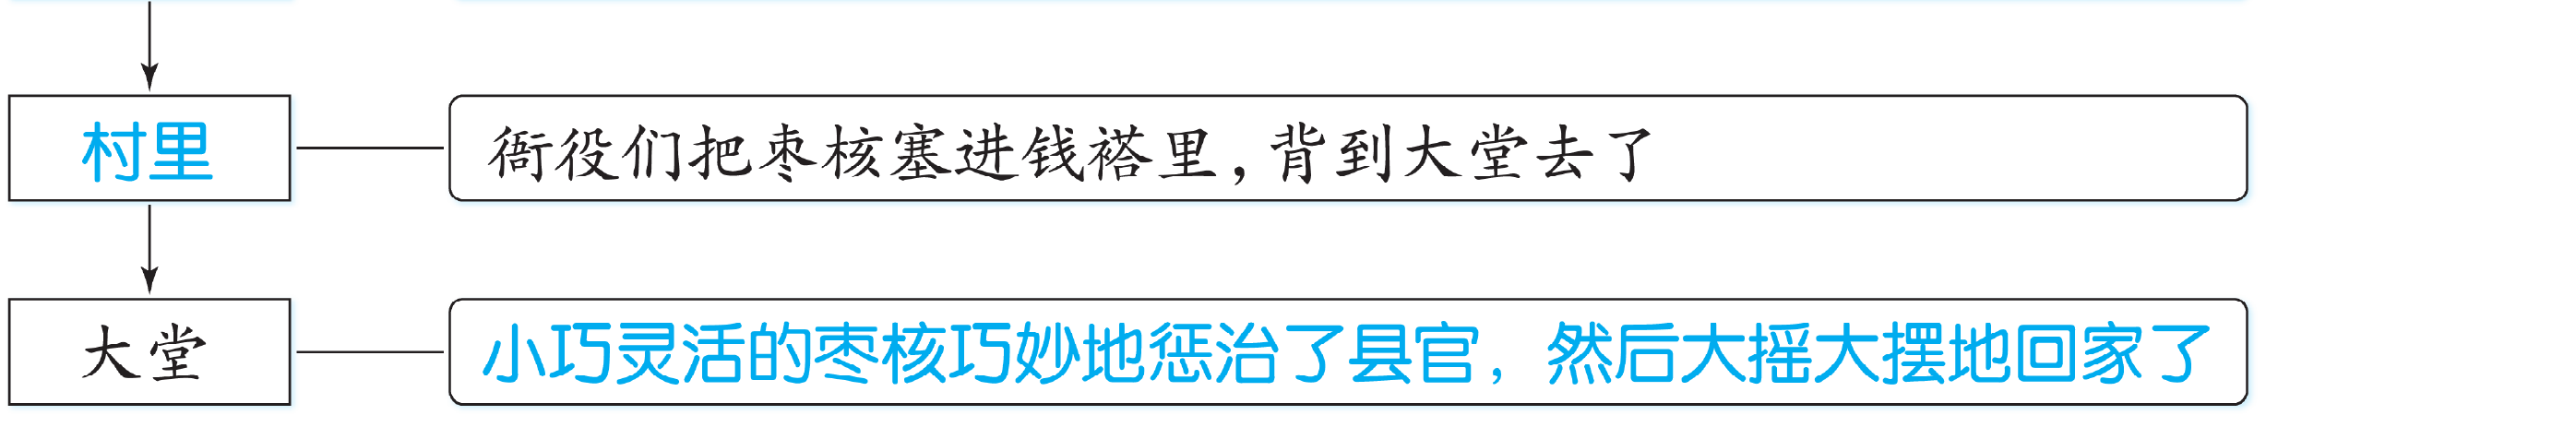 村里
衙役们把枣核塞进钱褡里，背到大堂去了
大堂
小巧灵活的枣核巧妙地惩治了县官，然后大摇大摆地回家了